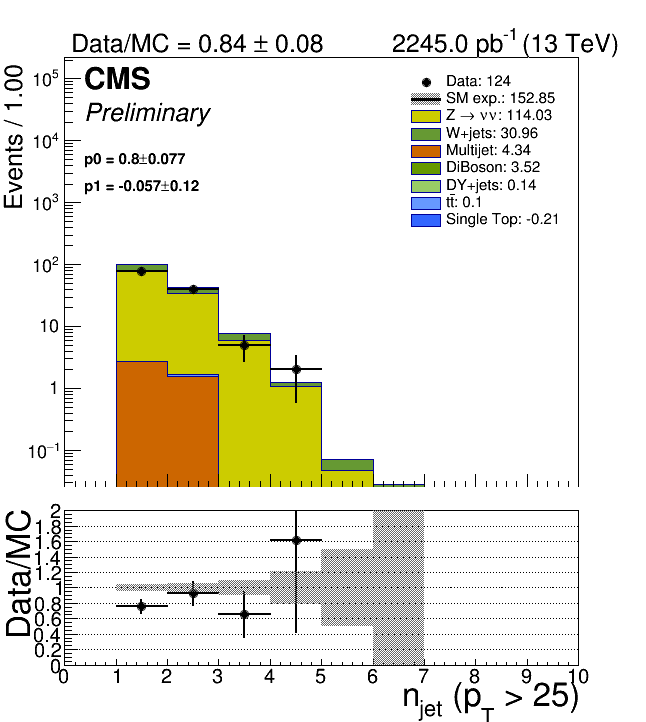 Data/MC = 0.84 ± 0.08
2245.0 pb⁻¹ (13 TeV)
Events / 1.00
CMS
Preliminary
p0 = 0.8±0.077
p1 = -0.057±0.12
Data: 124
SM exp.: 152.85
Z → νν: 114.03
W+jets: 30.96
Multijet: 4.34
DiBoson: 3.52
DY+jets: 0.14
tt̄: 0.1
Single Top: -0.21
10⁵
10⁴
10³
10²
10
1
10⁻¹
Data/MC
2
1.8
1.6
1.4
1.2
1
0.8
0.6
0.4
0.2
0
0 1 2 3 4 5 6 7 8 9 10
n_jet (p_T > 25)